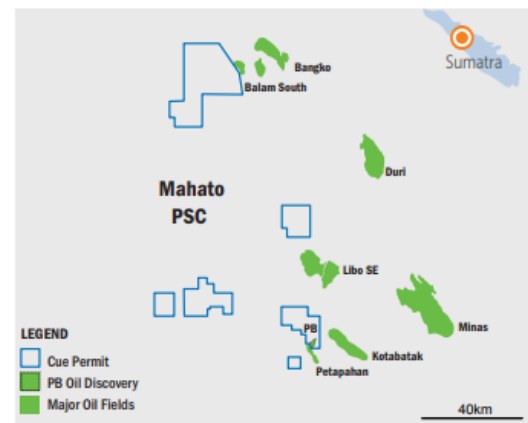 Sumatra
Bangko
Balam South
Duri
Mahato
PSC
Libo SE
Minas
PB
Kotabatak
Petapahan
LEGEND
Cue Permit
PB Oil Discovery
Major Oil Fields
40km